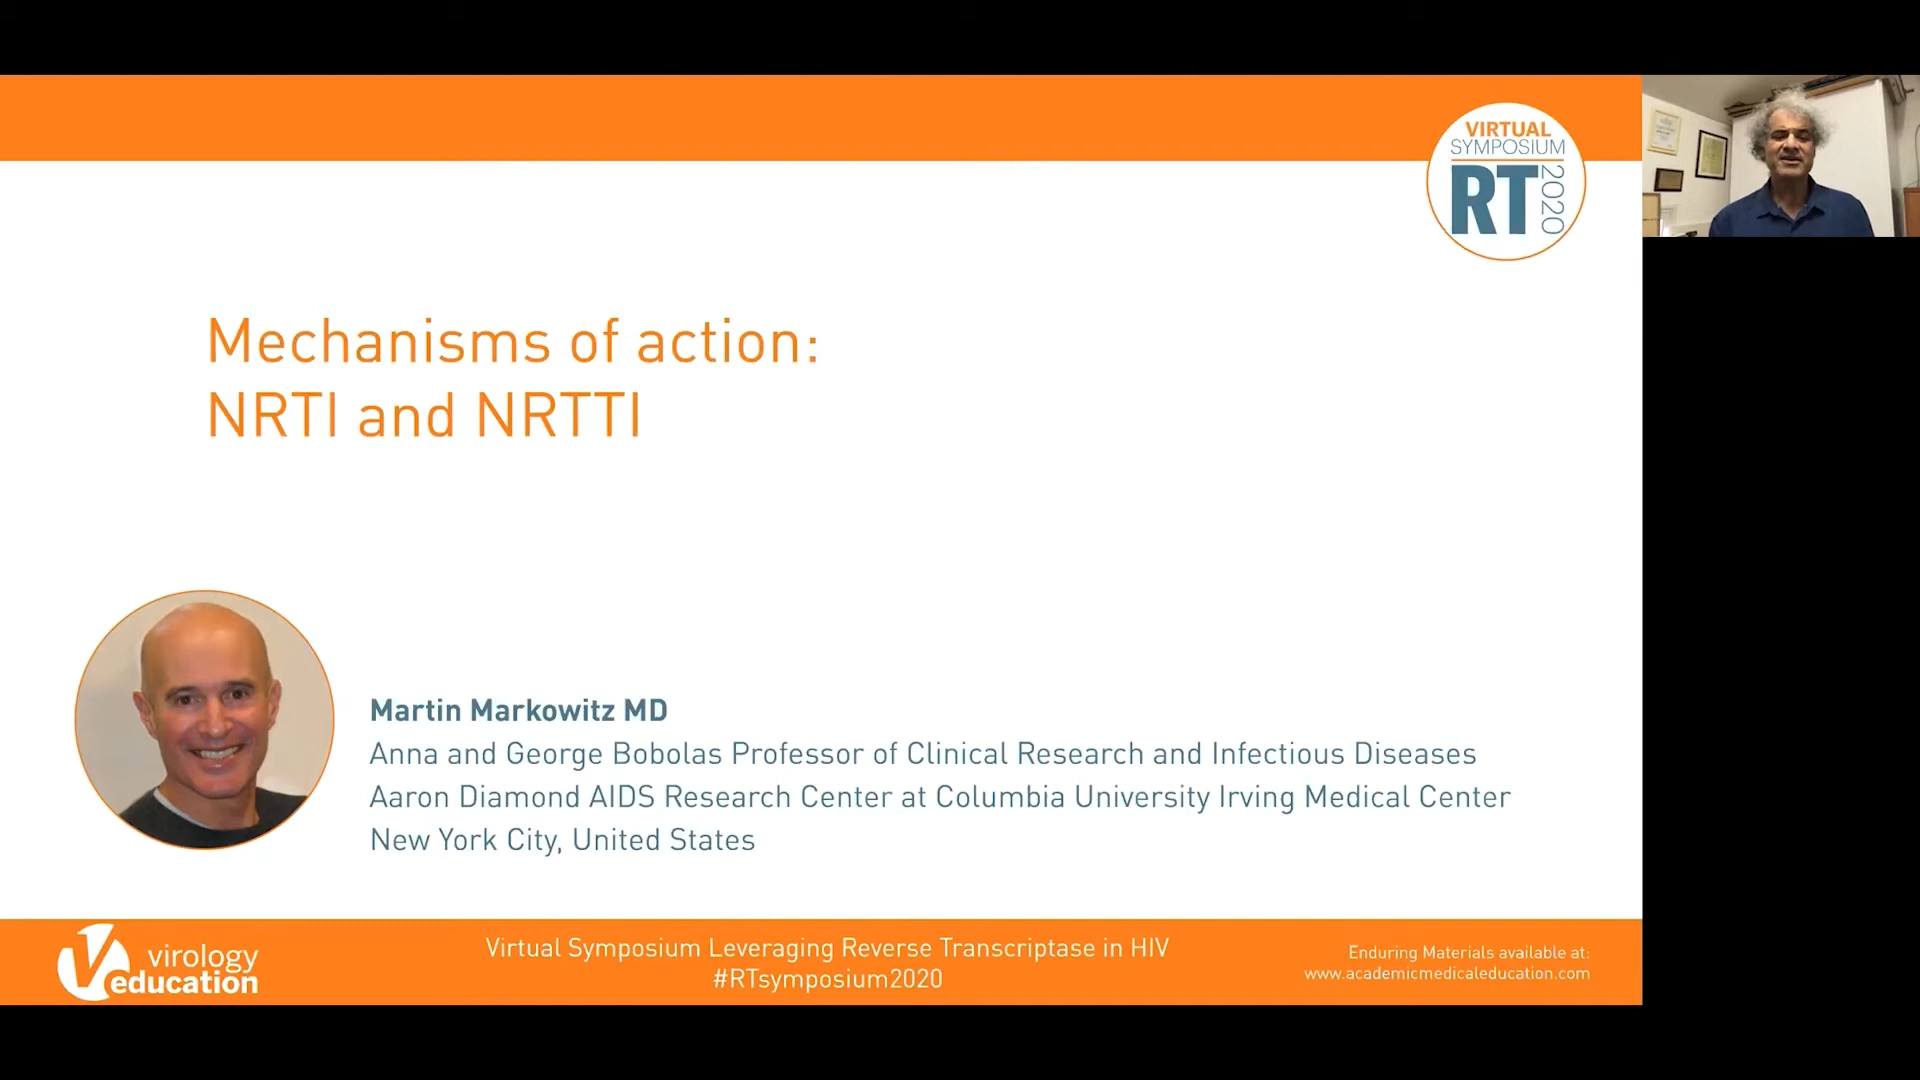 VIRTUAL
SYMPOSIUM
RT
2020
Mechanisms of action:
NRTI and NRTTI
Martin Markowitz MD
Anna and George Bobolas Professor of Clinical Research and Infectious Diseases
Aaron Diamond AIDS Research Center at Columbia University Irving Medical Center
New York City, United States
virology
education
Virtual Symposium Leveraging Reverse Transcriptase in HIV
#RTsymposium2020
Enduring Materials available at:
www.academicmedicaleducation.com